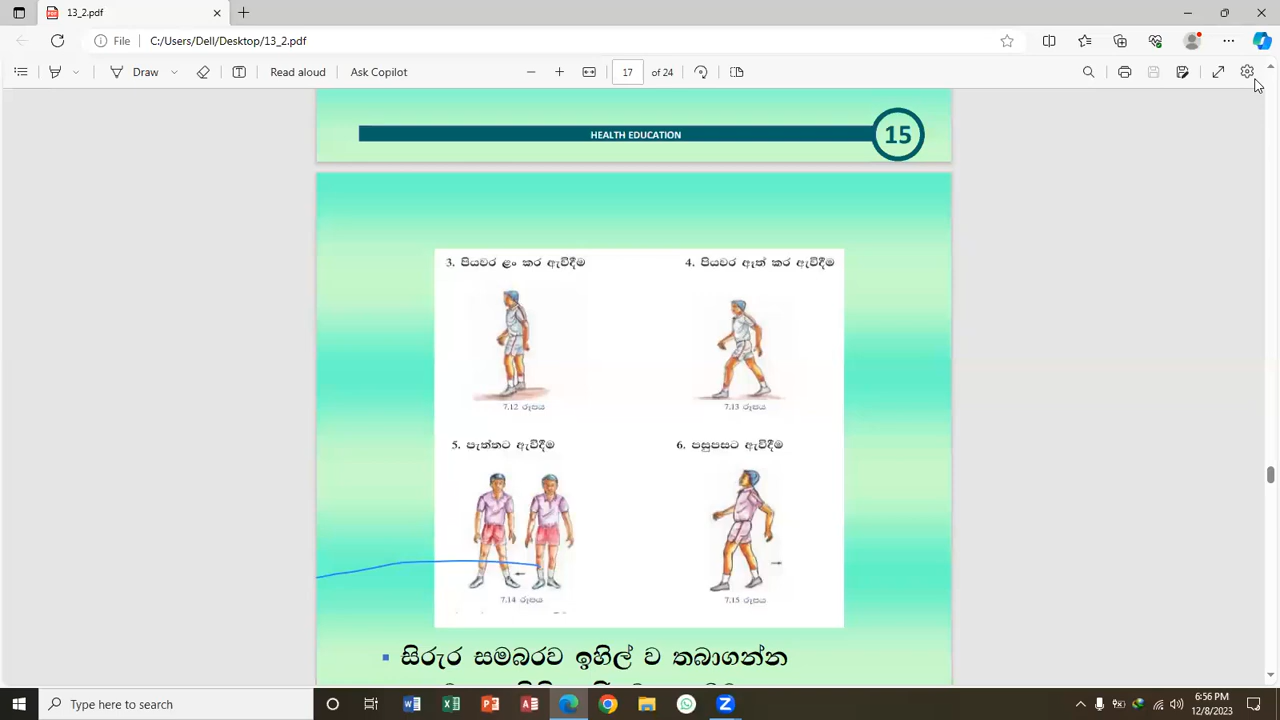 13_2.pdf
File C:/Users/Dell/Desktop/13_2.pdf
Draw Read aloud Ask Copilot 17 of 24
HEALTH EDUCATION 15
3. පියවර ළං කර ඇවිදීම
4. පියවර ඈත් කර ඇවිදීම
7.12 රූපය
7.13 රූපය
5. පැත්තට ඇවිදීම
6. පසුපසට ඇවිදීම
7.14 රූපය
7.15 රූපය
සිරුර සමබරව ඉහිල් ව තබාගන්න
Type here to search
6:56 PM
12/8/2023